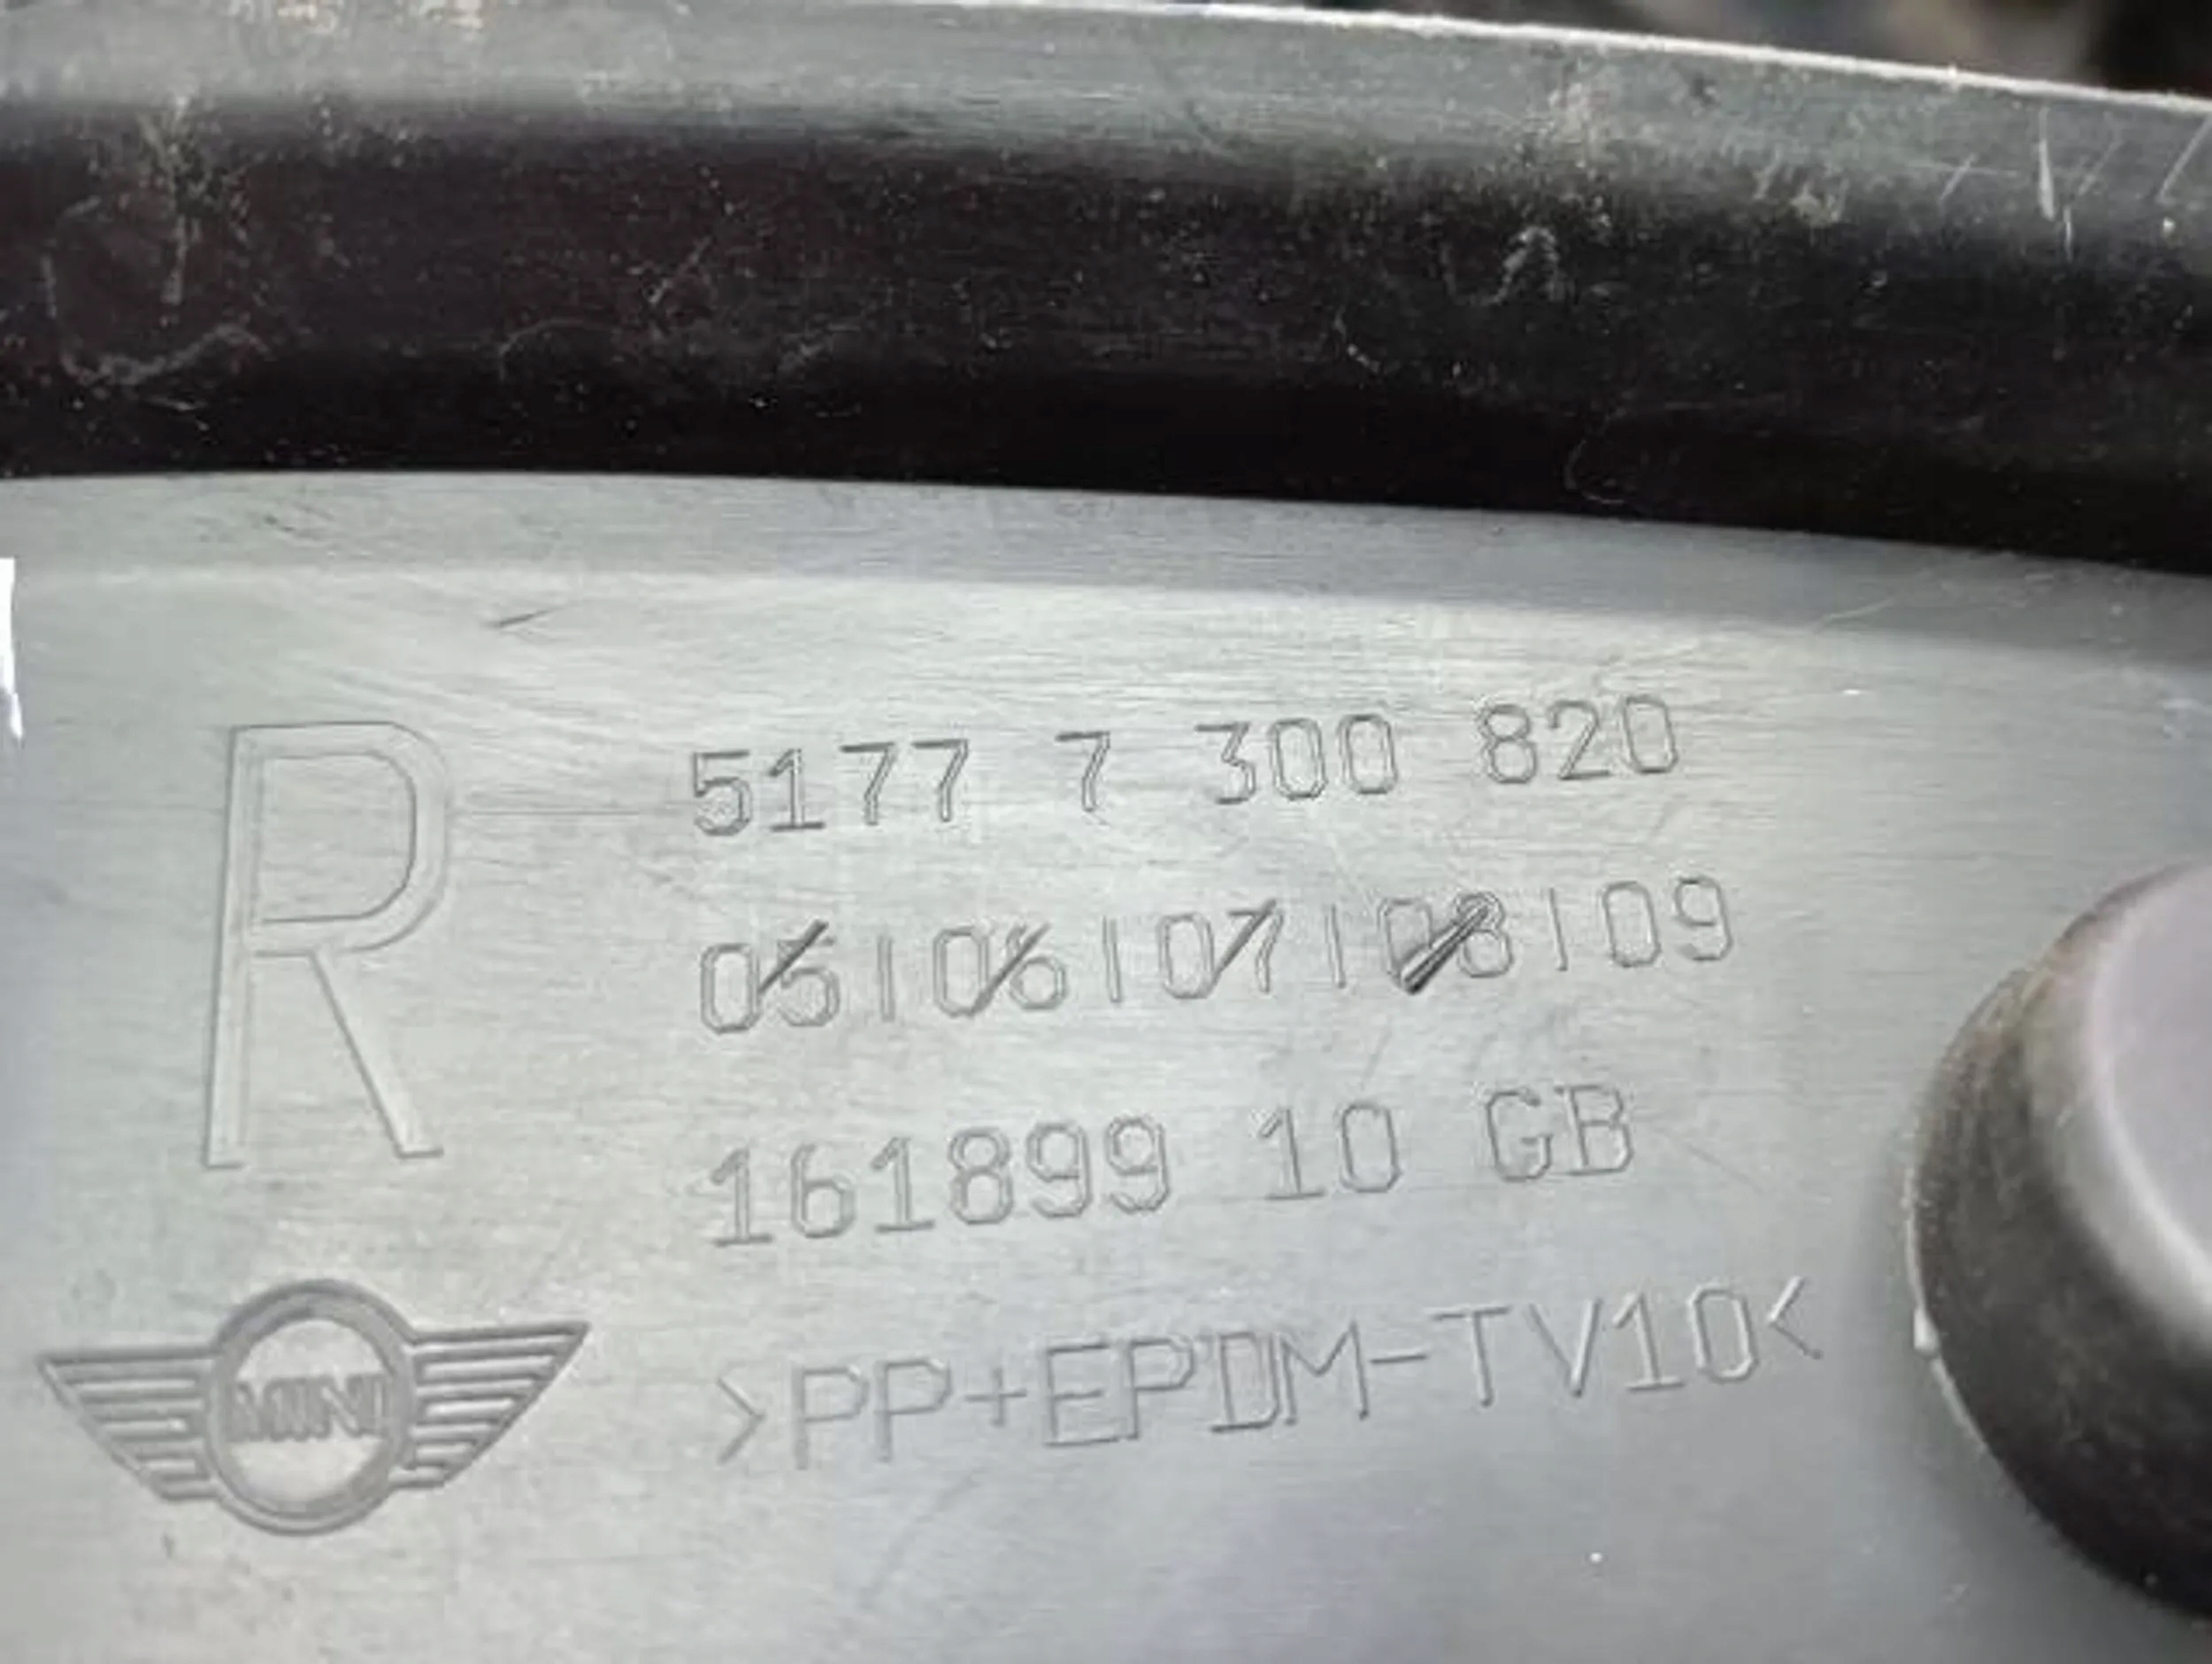 R
5177 7 300 820
05|06|07|08|09
161899 10 GB
MINI
>PP+EPDM-TV10<